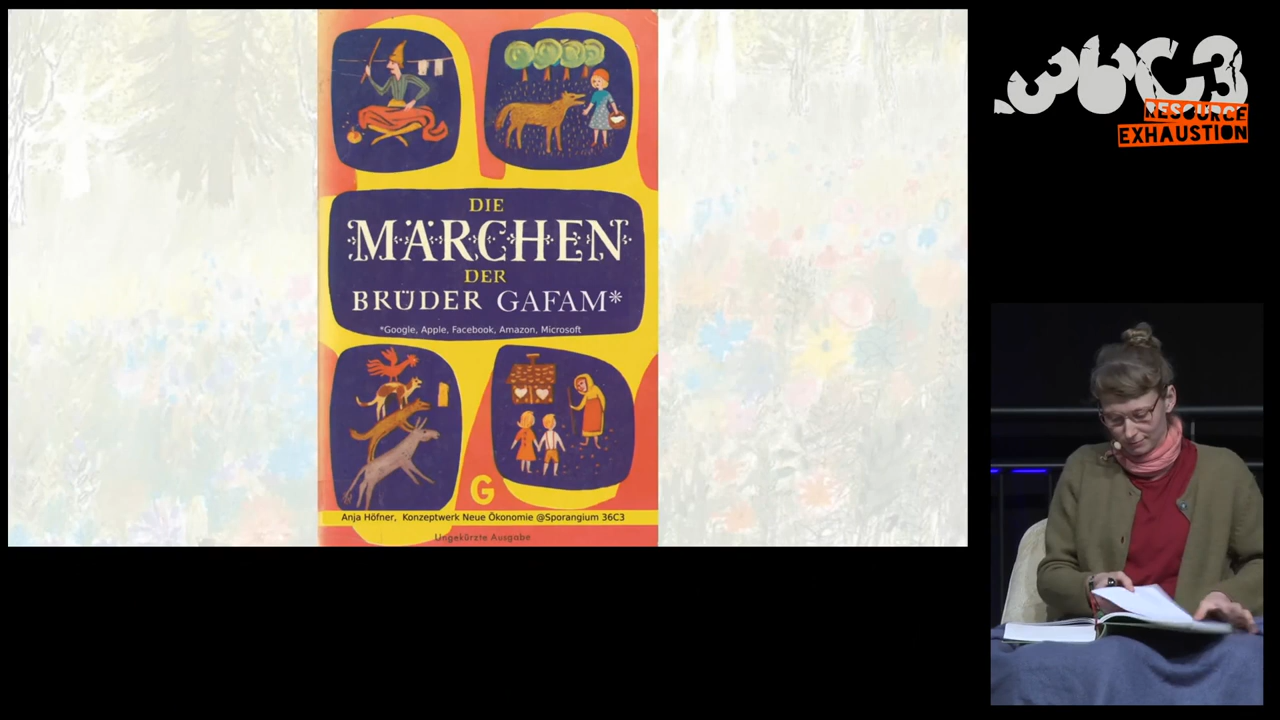 DIE
MÄRCHEN
DER
BRÜDER GAFAM*
*Google, Apple, Facebook, Amazon, Microsoft
G
Anja Höfner, Konzeptwerk Neue Ökonomie @Sporangium 36C3
Ungekürzte Ausgabe
36C3
RESOURCE
EXHAUSTION